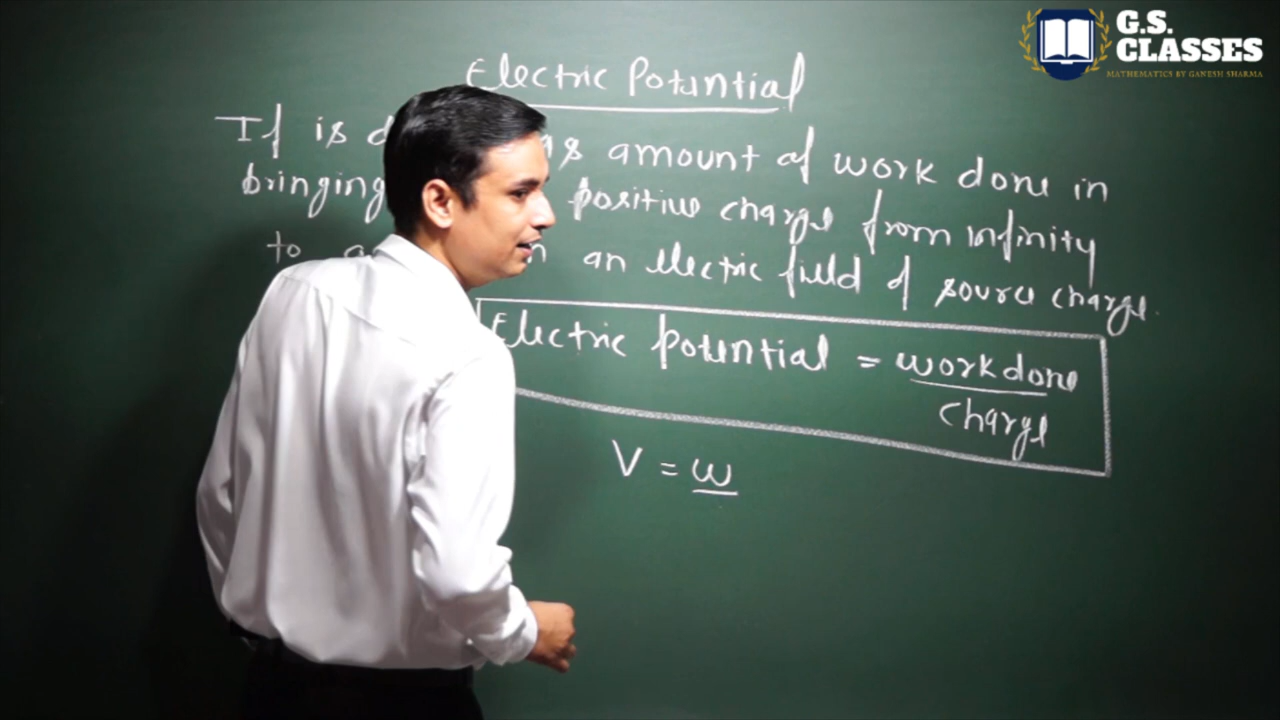 G.S.
CLASSES
MATHEMATICS BY GANESH SHARMA
Electric Potential
It is as amount of work done in
bringing positive charge from infinity
to an electric field of source charge.
Electric potential = work done
charge
V = w